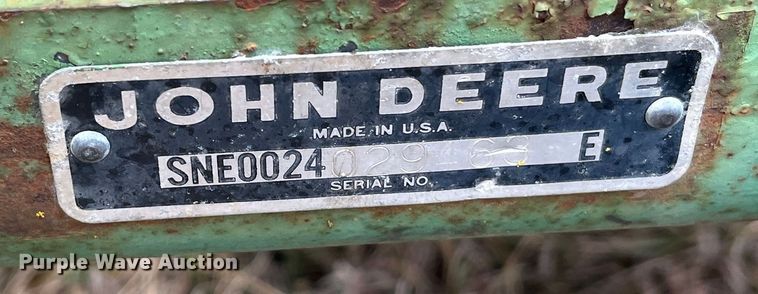 JOHN DEERE
MADE IN U.S.A.
SNE0024 E
SERIAL NO.
Purple Wave Auction